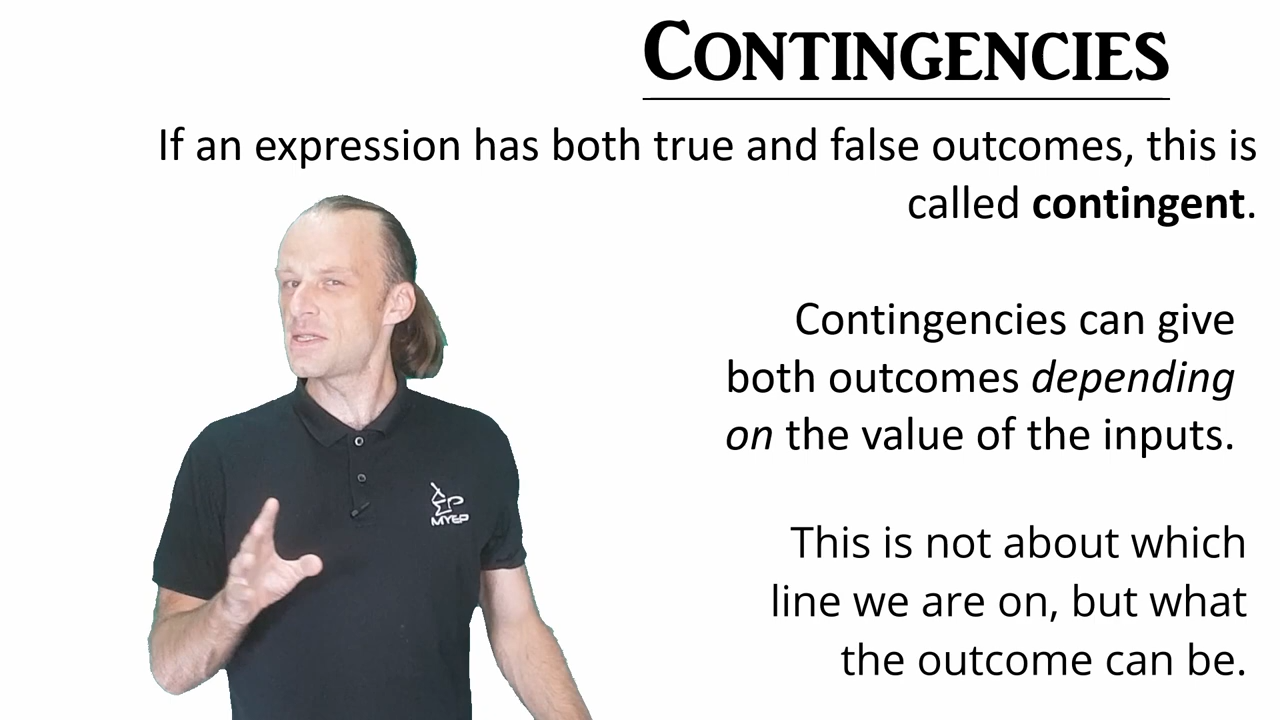 CONTINGENCIES
If an expression has both true and false outcomes, this is
called contingent.
Contingencies can give
both outcomes depending
on the value of the inputs.
MYEP
This is not about which
line we are on, but what
the outcome can be.